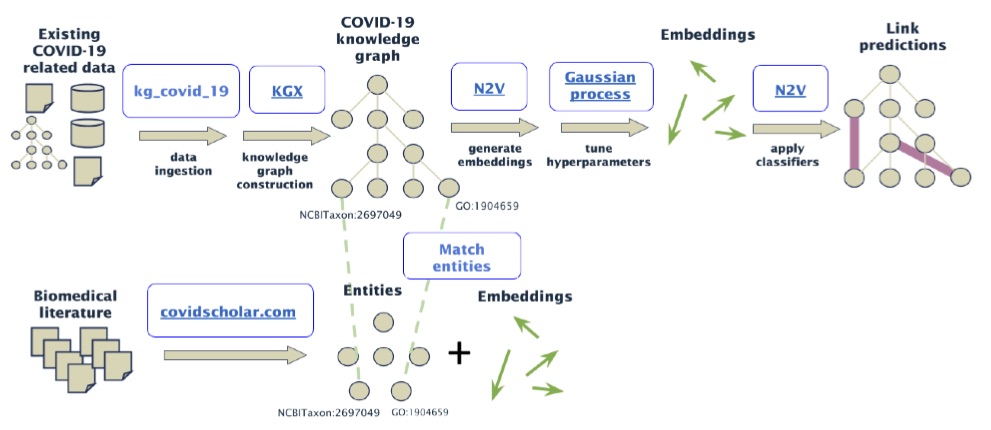 Existing
COVID-19
related data
kg_covid_19
data
ingestion
KGX
knowledge
graph
construction
COVID-19
knowledge
graph
NCBITaxon:2697049
GO:1904659
N2V
generate
embeddings
Gaussian
process
tune
hyperparameters
Embeddings
N2V
apply
classifiers
Link
predictions
Match
entities
Biomedical
literature
covidscholar.com
Entities
NCBITaxon:2697049
GO:1904659
+
Embeddings